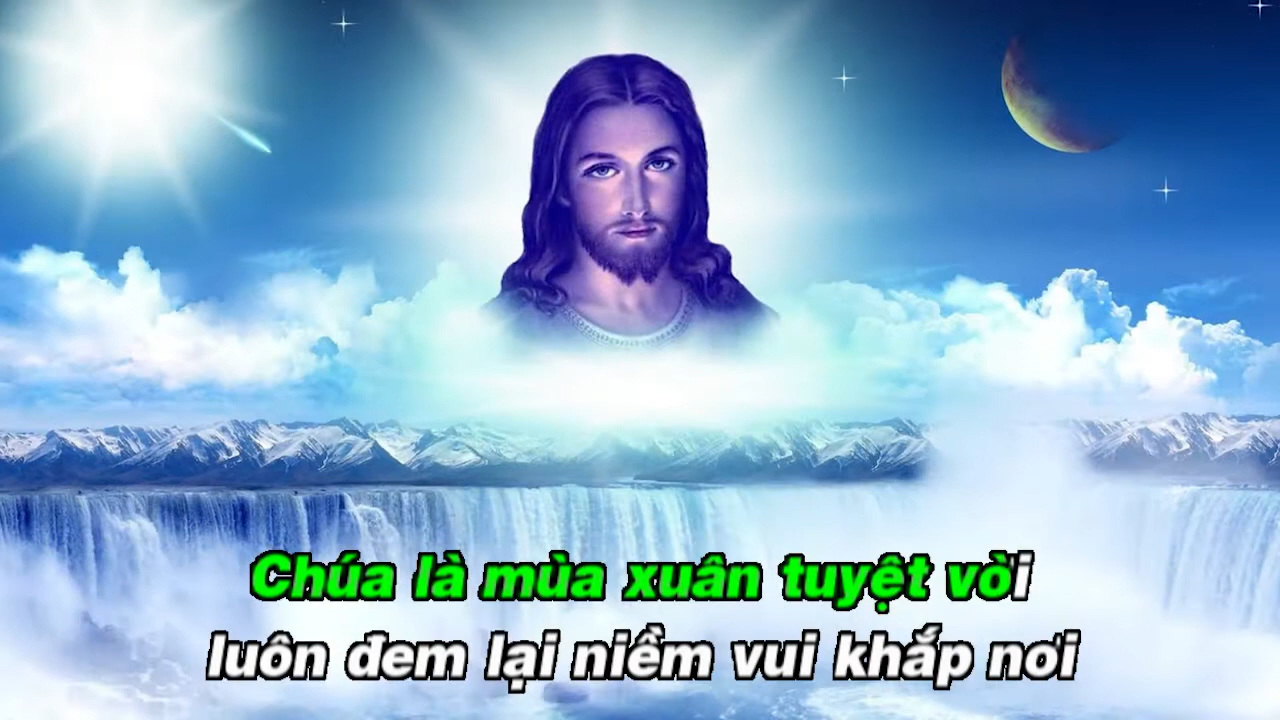 Chúa là mùa xuân tuyệt vời
luôn đem lại niềm vui khắp nơi